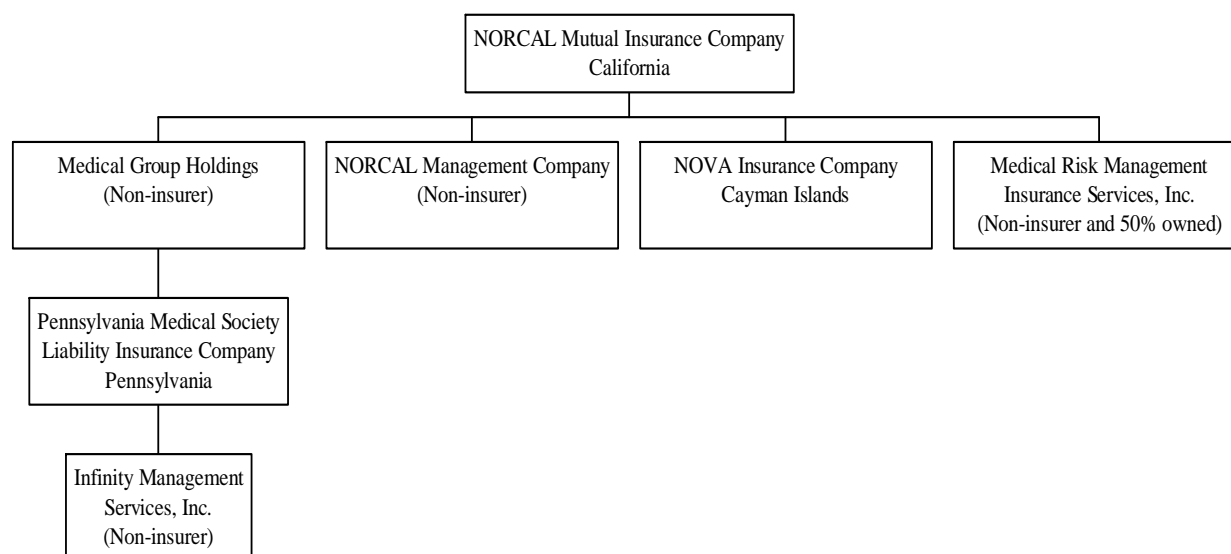 NORCAL Mutual Insurance Company
California
Medical Group Holdings
(Non-insurer)
NORCAL Management Company
(Non-insurer)
NOVA Insurance Company
Cayman Islands
Medical Risk Management
Insurance Services, Inc.
(Non-insurer and 50% owned)
Pennsylvania Medical Society
Liability Insurance Company
Pennsylvania
Infinity Management
Services, Inc.
(Non-insurer)